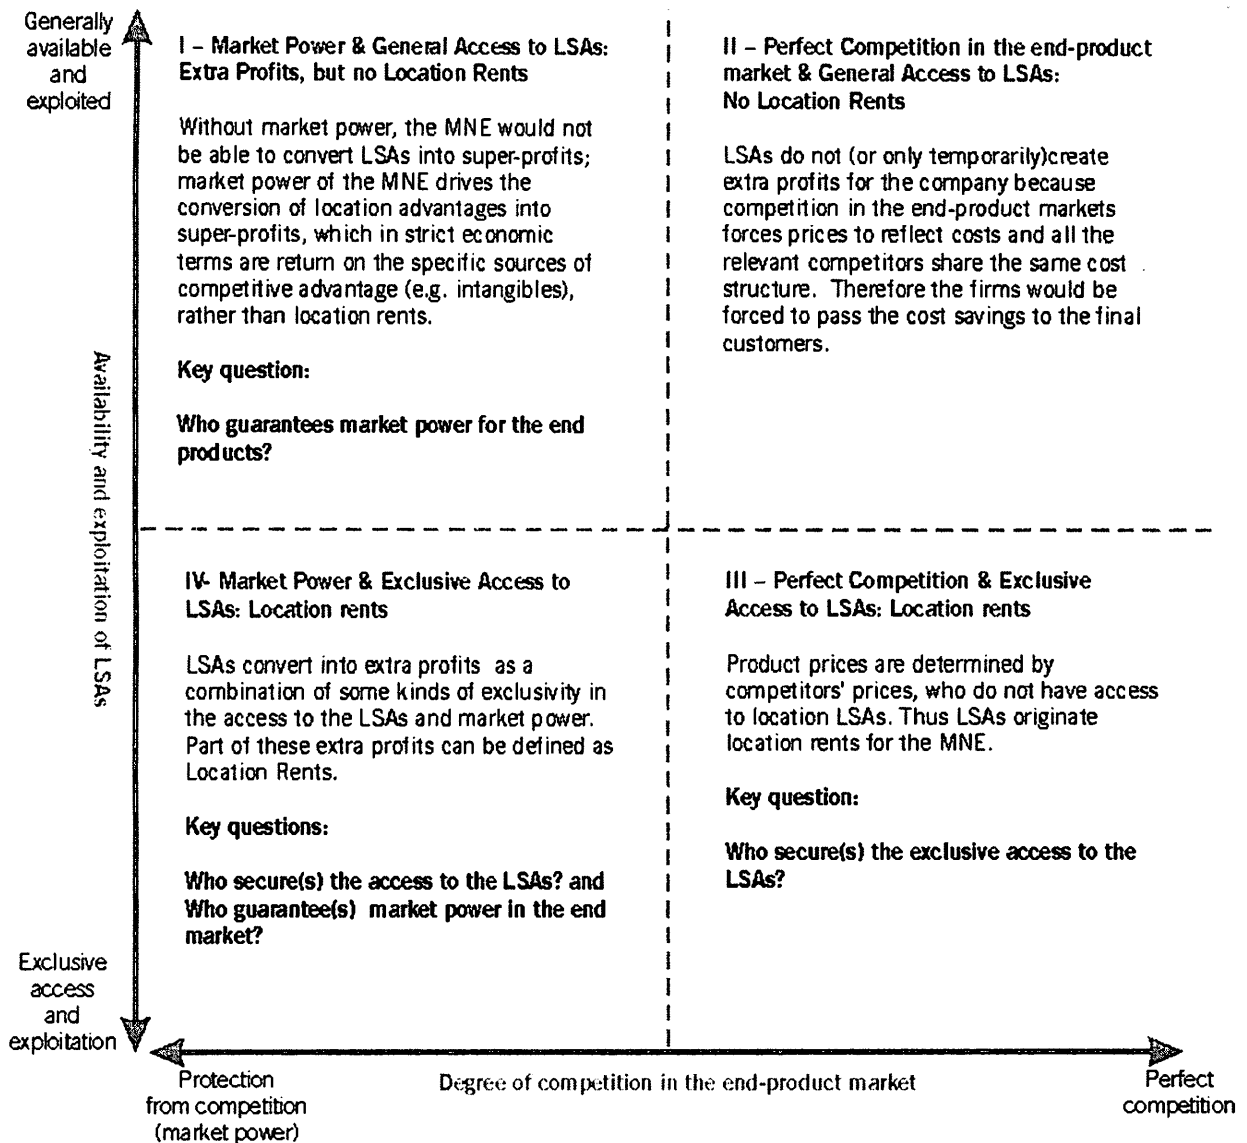 Generally
available
and
exploited
I – Market Power & General Access to LSAs:
Extra Profits, but no Location Rents
Without market power, the MNE would not
be able to convert LSAs into super-profits;
market power of the MNE drives the
conversion of location advantages into
super-profits, which in strict economic
terms are return on the specific sources of
competitive advantage (e.g. intangibles),
rather than location rents.
Key question:
Who guarantees market power for the end
products?
II – Perfect Competition in the end-product
market & General Access to LSAs:
No Location Rents
LSAs do not (or only temporarily)create
extra profits for the company because
competition in the end-product markets
forces prices to reflect costs and all the
relevant competitors share the same cost
structure. Therefore the firms would be
forced to pass the cost savings to the final
customers.
Availability and exploitation of LSAs
IV- Market Power & Exclusive Access to
LSAs: Location rents
LSAs convert into extra profits as a
combination of some kinds of exclusivity in
the access to the LSAs and market power.
Part of these extra profits can be defined as
Location Rents.
Key questions:
Who secure(s) the access to the LSAs? and
Who guarantee(s) market power in the end
market?
III – Perfect Competition & Exclusive
Access to LSAs: Location rents
Product prices are determined by
competitors' prices, who do not have access
to location LSAs. Thus LSAs originate
location rents for the MNE.
Key question:
Who secure(s) the exclusive access to the
LSAs?
Exclusive
access
and
exploitation
Protection
from competition
(market power)
Degree of competition in the end-product market
Perfect
competition